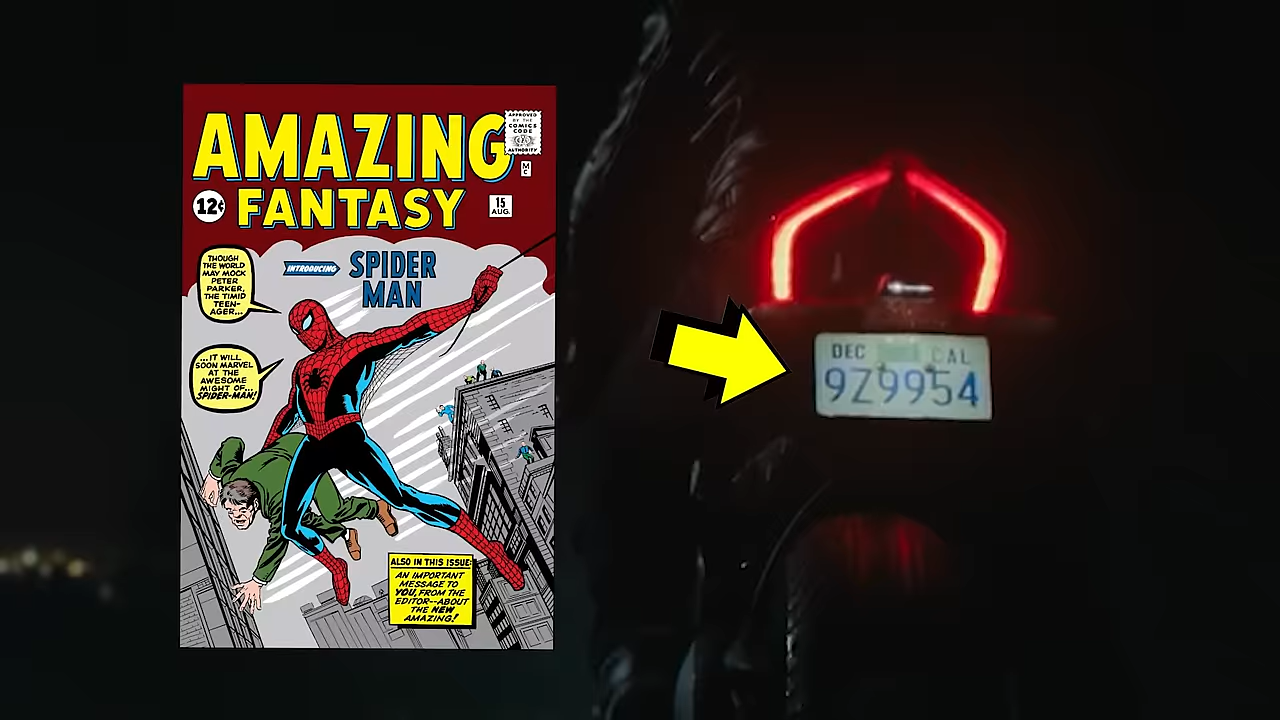 AMAZING
FANTASY
APPROVED
BY THE
COMICS
CODE
AUTHORITY
M
C
12¢
15
AUG.
INTRODUCING
SPIDER
MAN
THOUGH
THE WORLD
MAY MOCK
PETER
PARKER,
THE TIMID
TEEN-
AGER...
...IT WILL
SOON MARVEL
AT THE
AWESOME
MIGHT OF...
SPIDER-MAN!
ALSO IN THIS ISSUE:
AN IMPORTANT
MESSAGE TO
YOU, FROM THE
EDITOR--ABOUT
THE NEW
AMAZING!
DEC CAL
9Z9954